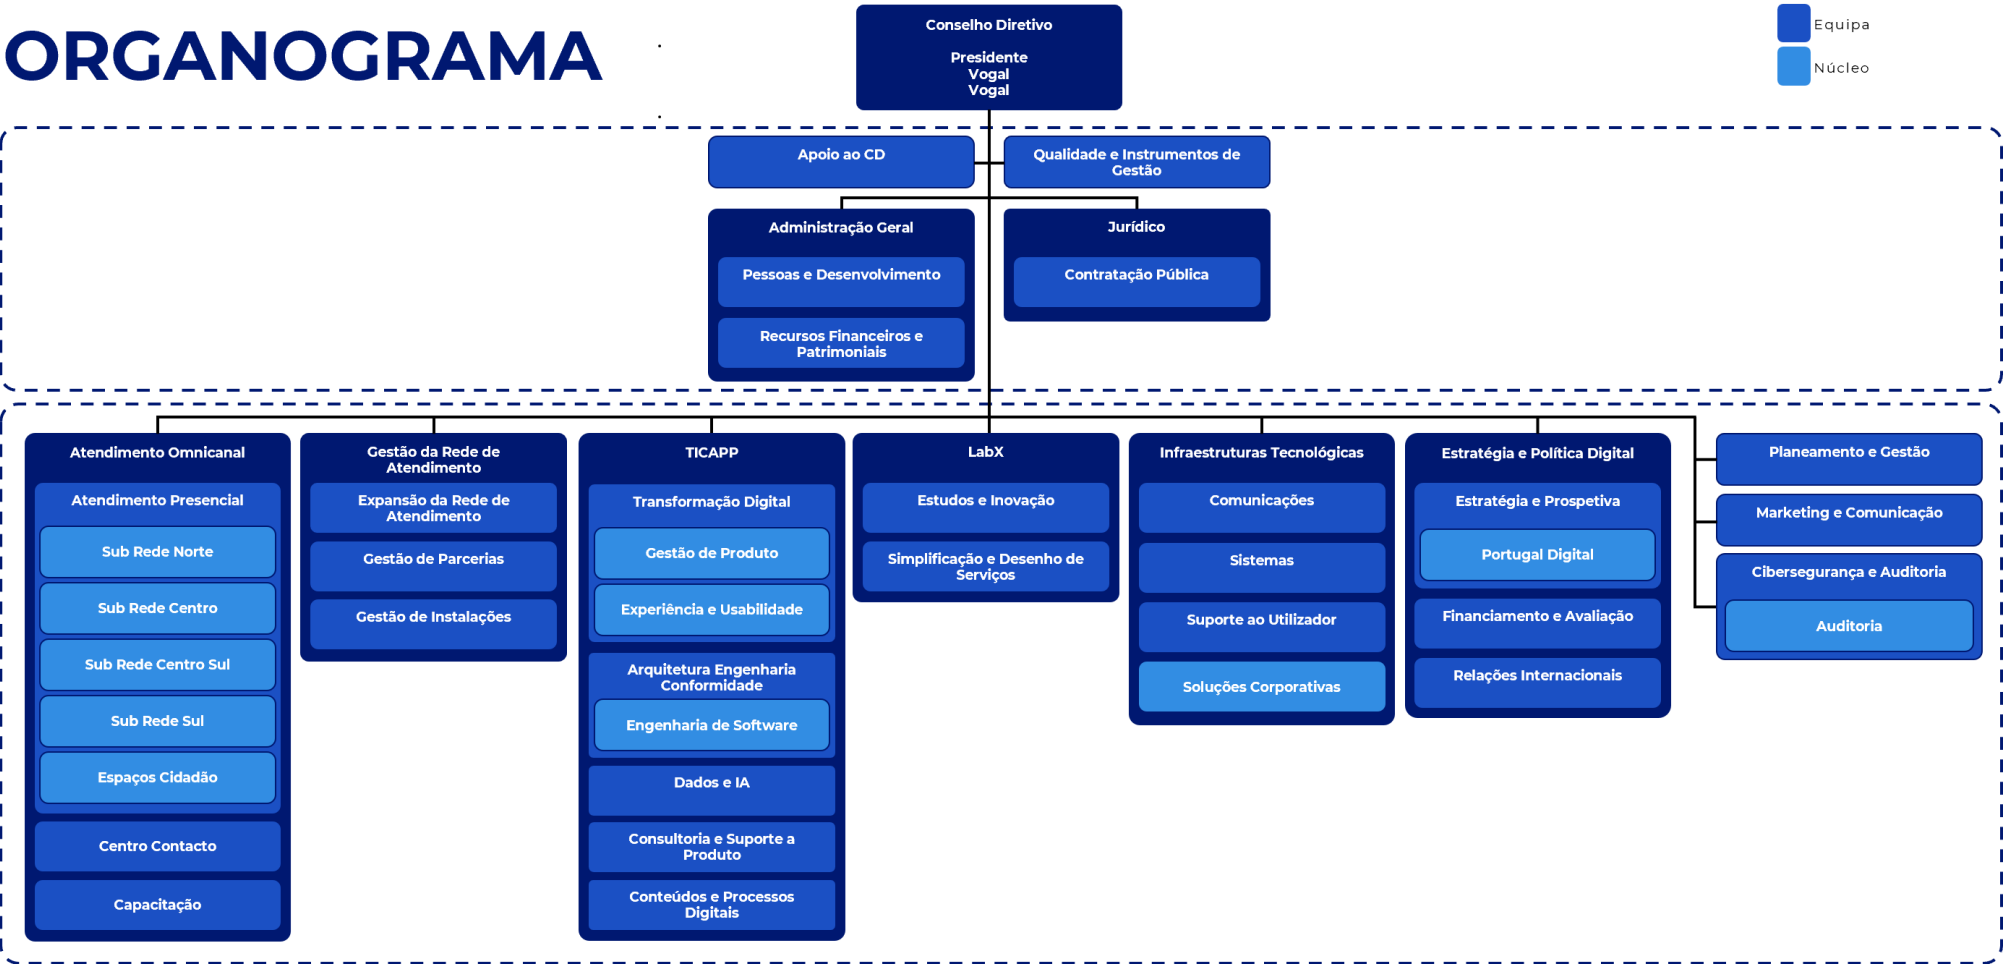 ORGANOGRAMA
Conselho Diretivo
Presidente
Vogal
Vogal
Equipa
Núcleo
Apoio ao CD
Qualidade e Instrumentos de
Gestão
Administração Geral
Pessoas e Desenvolvimento
Recursos Financeiros e
Patrimoniais
Jurídico
Contratação Pública
Atendimento Omnicanal
Atendimento Presencial
Sub Rede Norte
Sub Rede Centro
Sub Rede Centro Sul
Sub Rede Sul
Espaços Cidadão
Centro Contacto
Capacitação
Gestão da Rede de
Atendimento
Expansão da Rede de
Atendimento
Gestão de Parcerias
Gestão de Instalações
TICAPP
Transformação Digital
Gestão de Produto
Experiência e Usabilidade
Arquitetura Engenharia
Conformidade
Engenharia de Software
Dados e IA
Consultoria e Suporte a
Produto
Conteúdos e Processos
Digitais
LabX
Estudos e Inovação
Simplificação e Desenho de
Serviços
Infraestruturas Tecnológicas
Comunicações
Sistemas
Suporte ao Utilizador
Soluções Corporativas
Estratégia e Política Digital
Estratégia e Prospetiva
Portugal Digital
Financiamento e Avaliação
Relações Internacionais
Planeamento e Gestão
Marketing e Comunicação
Cibersegurança e Auditoria
Auditoria